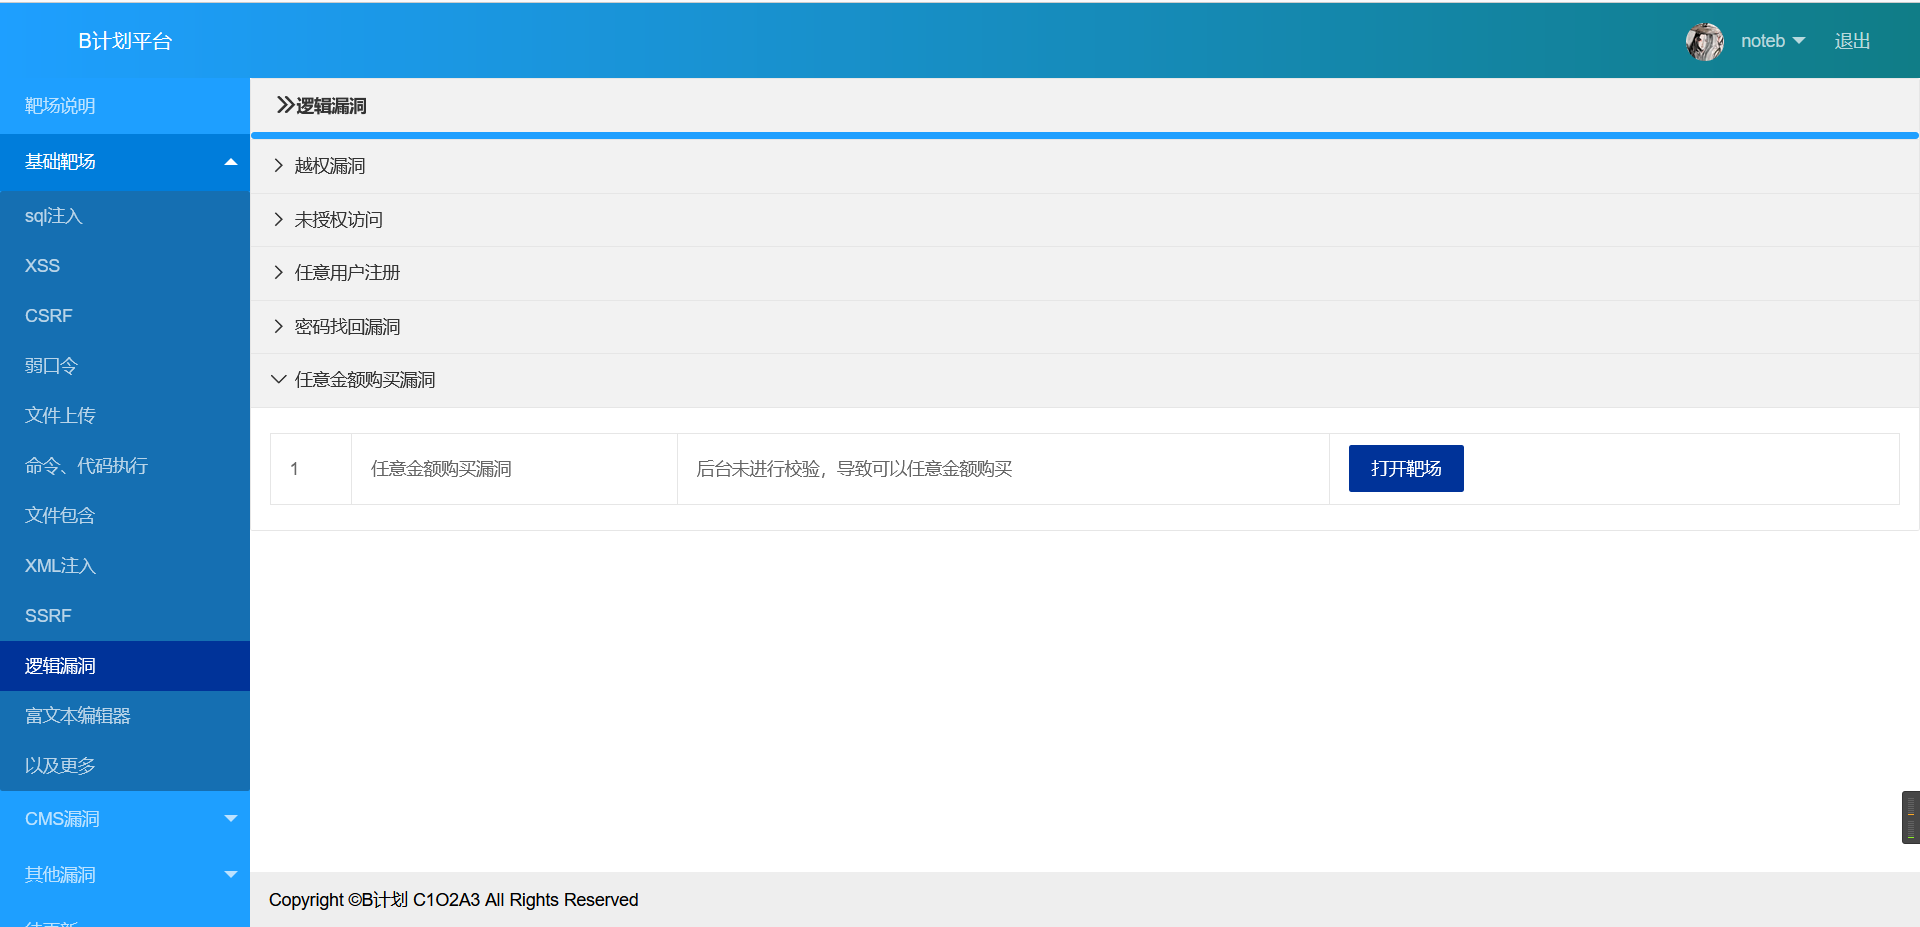 B计划平台
noteb
退出
靶场说明
基础靶场
sql注入
XSS
CSRF
弱口令
文件上传
命令、代码执行
文件包含
XML注入
SSRF
逻辑漏洞
富文本编辑器
以及更多
CMS漏洞
其他漏洞
逻辑漏洞
越权漏洞
未授权访问
任意用户注册
密码找回漏洞
任意金额购买漏洞
1 任意金额购买漏洞 后台未进行校验，导致可以任意金额购买 打开靶场
Copyright ©B计划 C1O2A3 All Rights Reserved